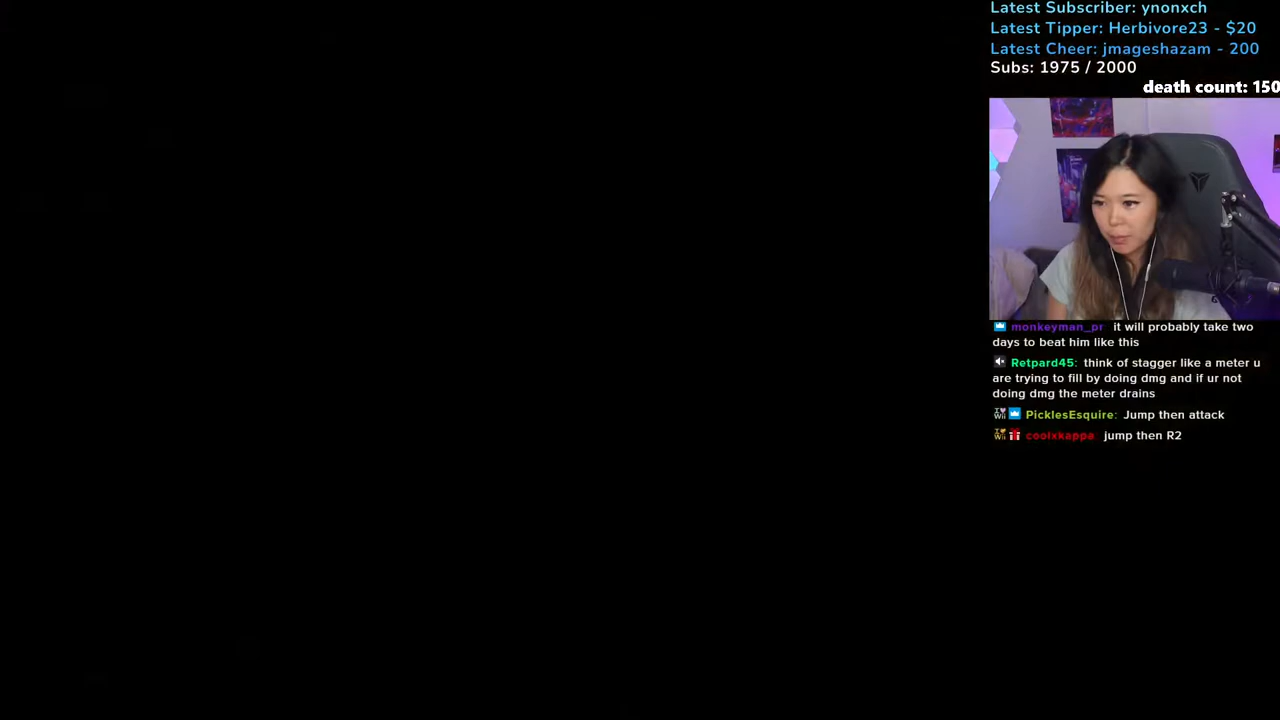 Latest Subscriber: ynonxch
Latest Tipper: Herbivore23 - $20
Latest Cheer: jmageshazam - 200
Subs: 1975 / 2000
death count: 150
monkeyman_pr it will probably take two
days to beat him like this
Retpard45: think of stagger like a meter u
are trying to fill by doing dmg and if ur not
doing dmg the meter drains
PicklesEsquire: Jump then attack
coolxkappa: jump then R2